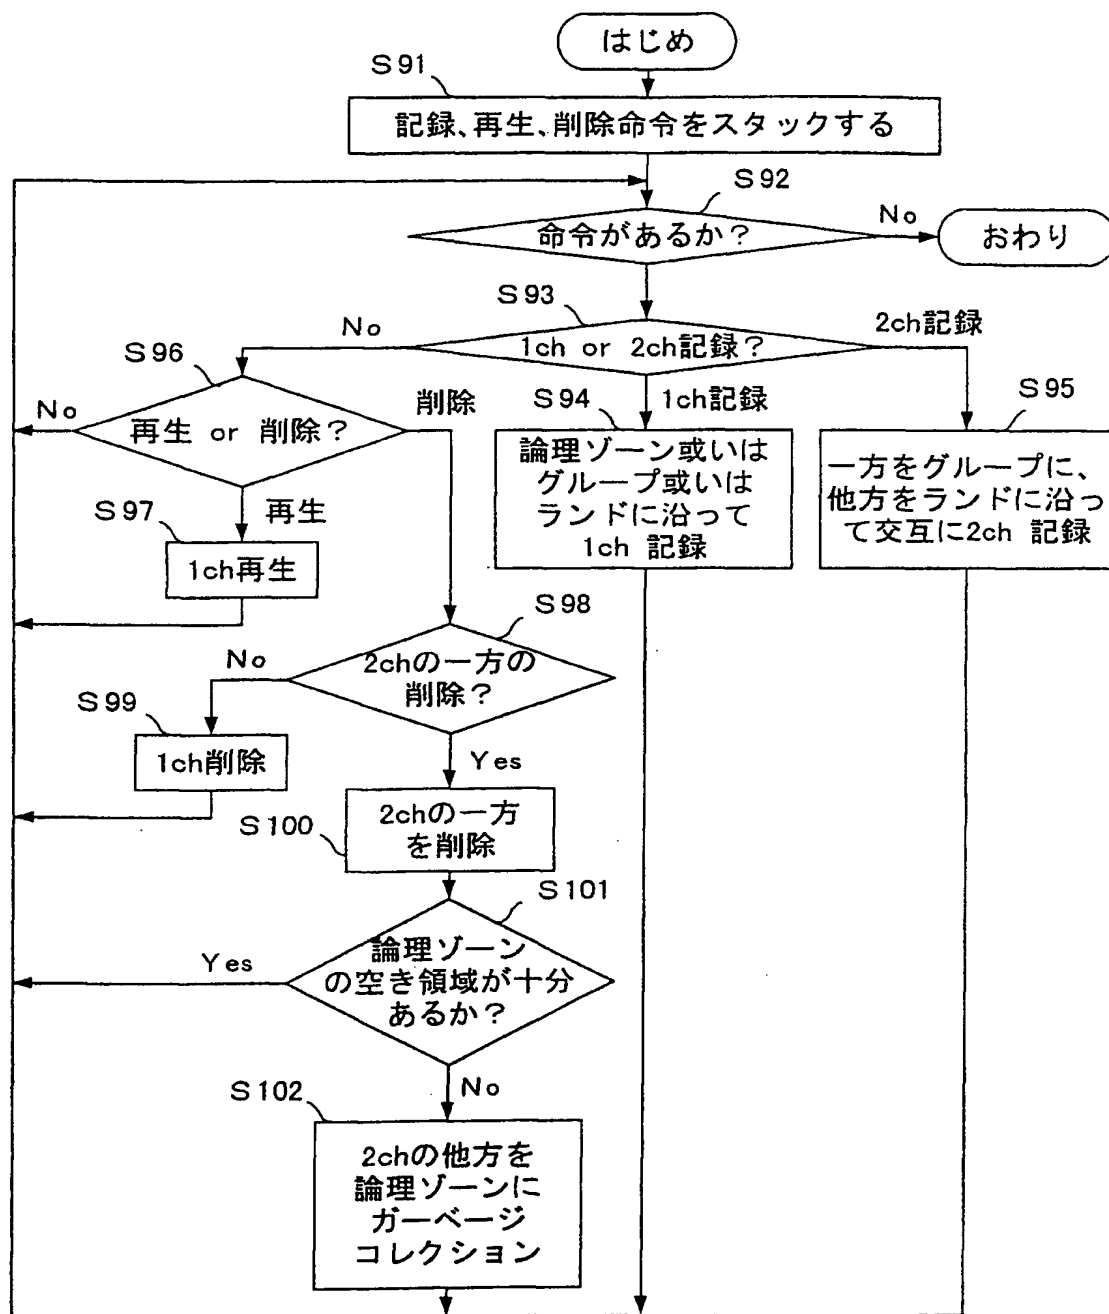 はじめ
S91
記録、再生、削除命令をスタックする
S92
命令があるか?
No
おわり
S93
No
1ch or 2ch記録?
2ch記録
S96
No
再生 or 削除?
削除
S94
1ch記録
S95
論理ゾーン或いは
グループ或いは
ランドに沿って
1ch 記録
一方をグループに、
他方をランドに沿っ
て交互に2ch 記録
S97
再生
1ch再生
S98
No
2chの一方の
削除?
S99
1ch削除
Yes
S100
2chの一方
を削除
S101
Yes
論理ゾーン
の空き領域が十分
あるか?
No
S102
2chの他方を
論理ゾーンに
ガーベージ
コレクション